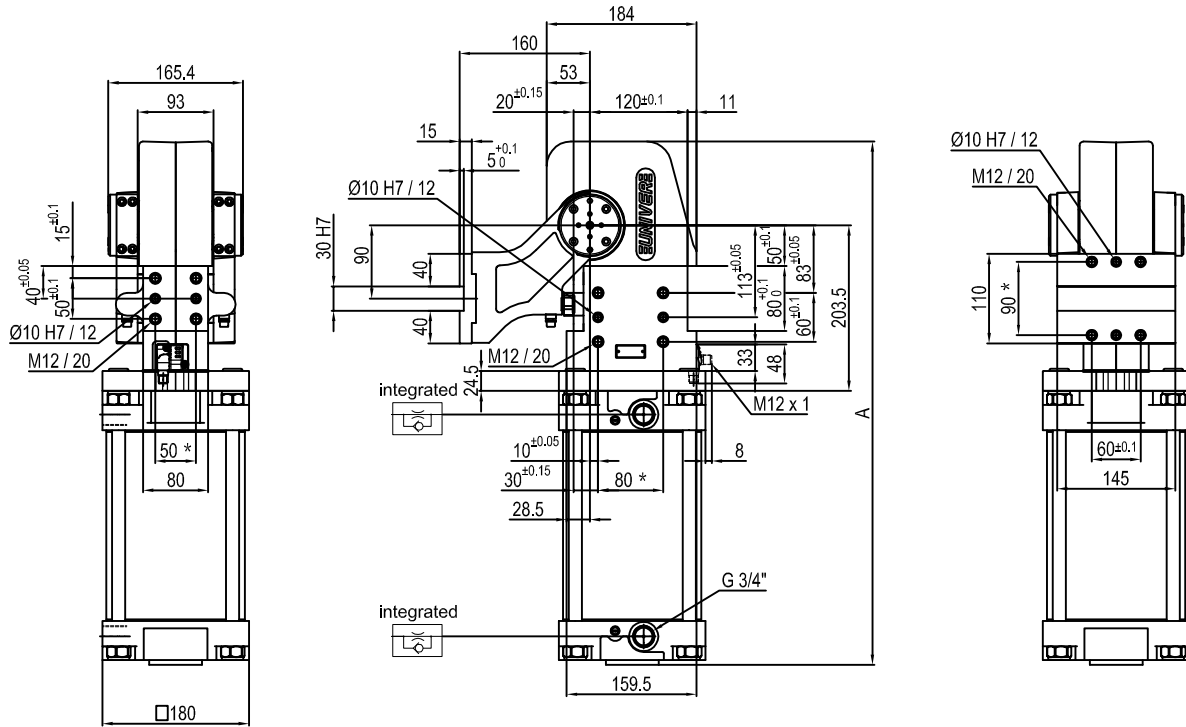 165.4
93
15±0.1
40±0.05
50±0.1
Ø10 H7 / 12
M12 / 20
50 *
80
□180
184
160
53
20±0.15
120±0.1
11
15
5 +0.1 0
Ø10 H7 / 12
30 H7
90
40
40
UNIVER
50±0.1
83±0.05
113±0.05
80 +0.1 0
60±0.1
203.5
M12 / 20
24.5
33
48
M12 x 1
A
integrated
10±0.05
30±0.15
80 *
8
28.5
G 3/4"
integrated
159.5
Ø10 H7 / 12
M12 / 20
110
90 *
60±0.1
145